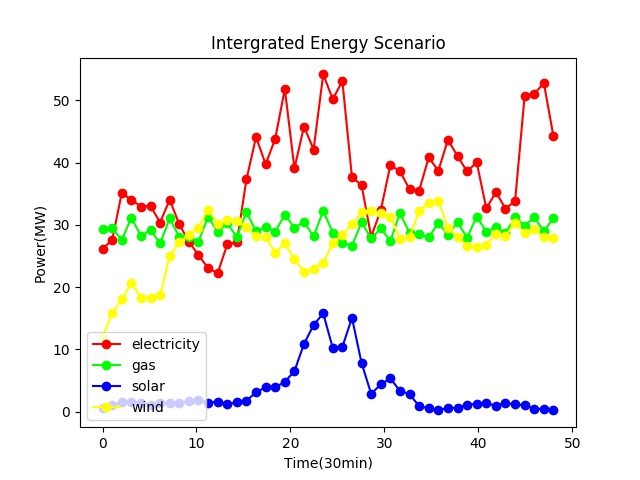 Intergrated Energy Scenario
Power(MW)
50
40
30
20
10
0
electricity
gas
solar
wind
0 10 20 30 40 50
Time(30min)